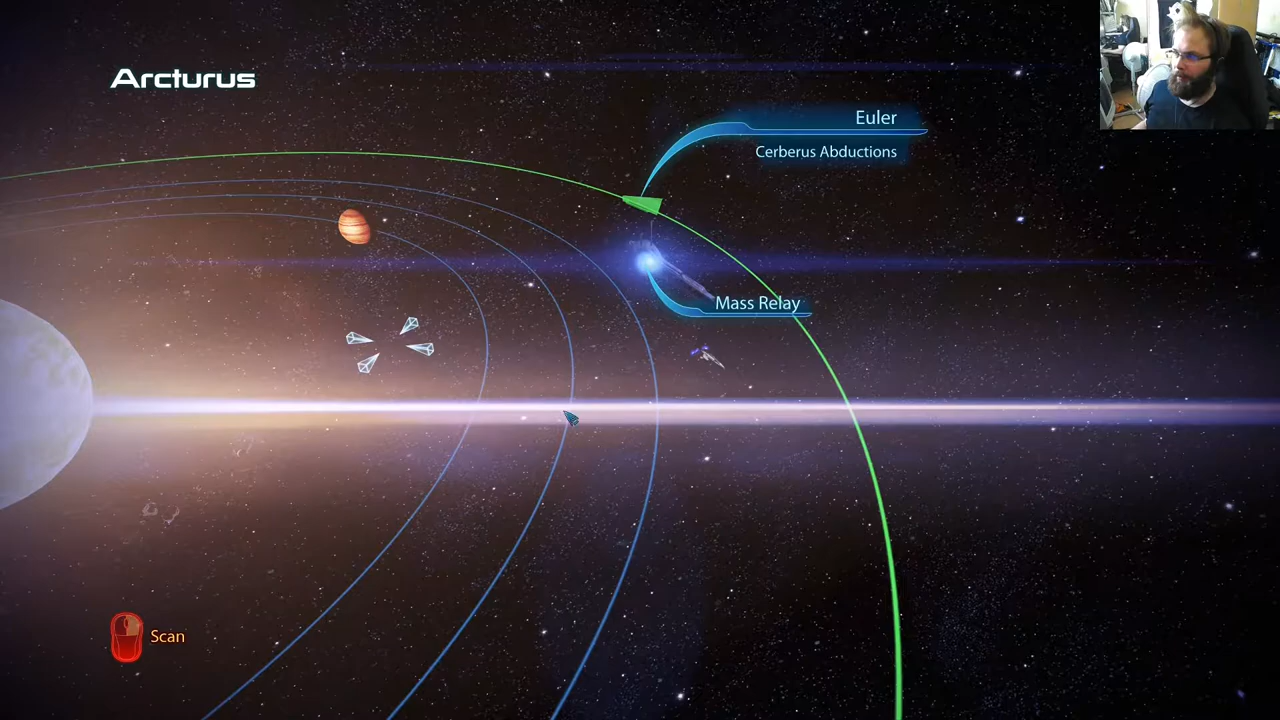 Arcturus
Euler
Cerberus Abductions
Mass Relay
Scan